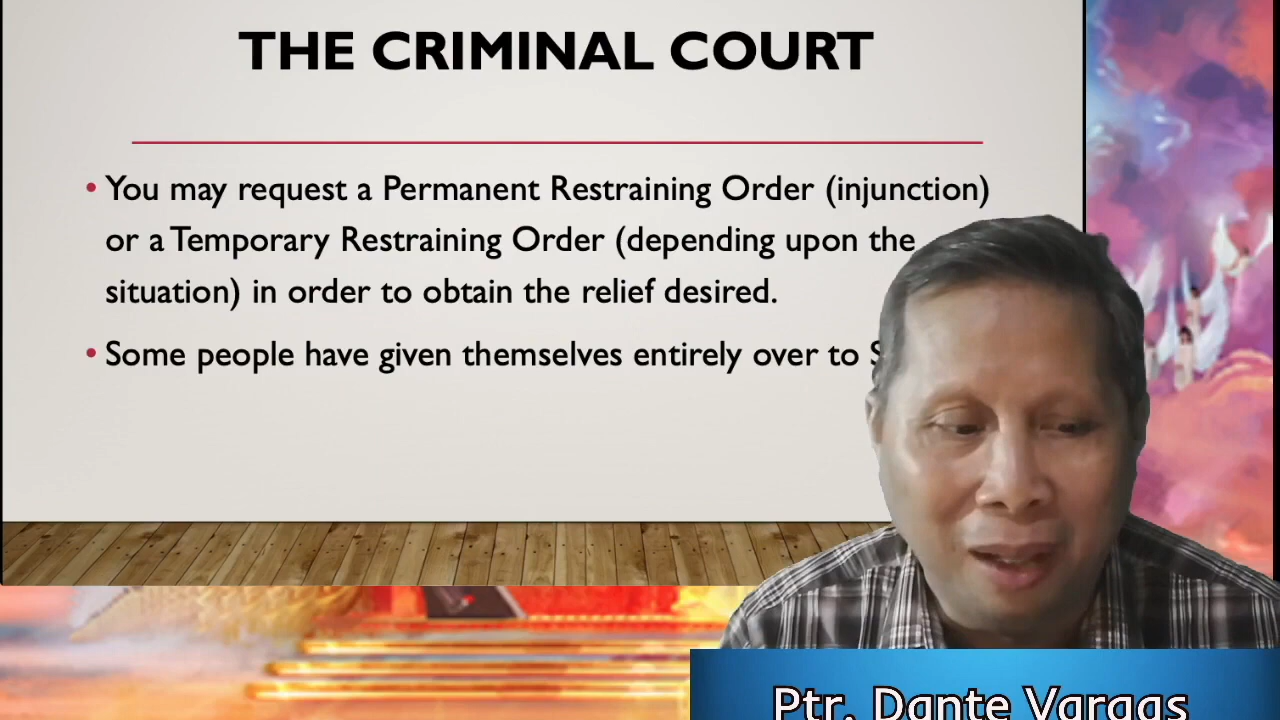 THE CRIMINAL COURT
• You may request a Permanent Restraining Order (injunction)
or a Temporary Restraining Order (depending upon the
situation) in order to obtain the relief desired.
• Some people have given themselves entirely over to
Ptr. Dante Vargas